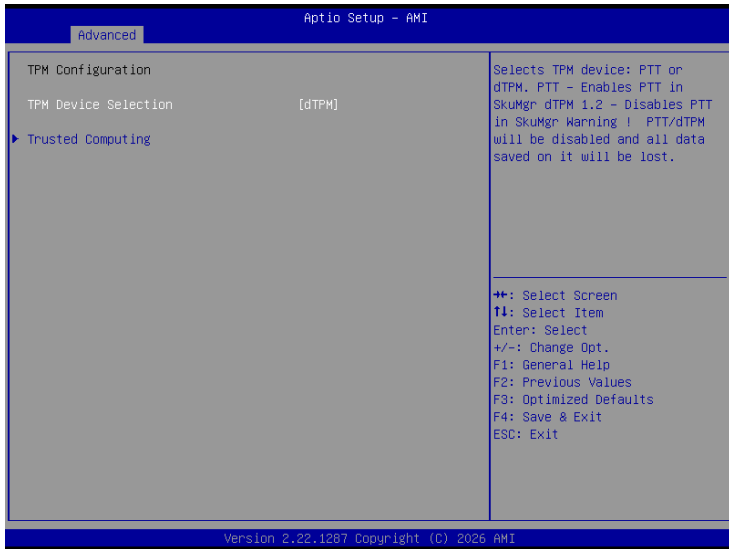 Aptio Setup - AMI
Advanced
TPM Configuration
TPM Device Selection [dTPM]
Trusted Computing
Selects TPM device: PTT or
dTPM. PTT - Enables PTT in
SkuMgr dTPM 1.2 - Disables PTT
in SkuMgr Warning ! PTT/dTPM
will be disabled and all data
saved on it will be lost.
→←: Select Screen
↑↓: Select Item
Enter: Select
+/-: Change Opt.
F1: General Help
F2: Previous Values
F3: Optimized Defaults
F4: Save & Exit
ESC: Exit
Version 2.22.1287 Copyright (C) 2026 AMI